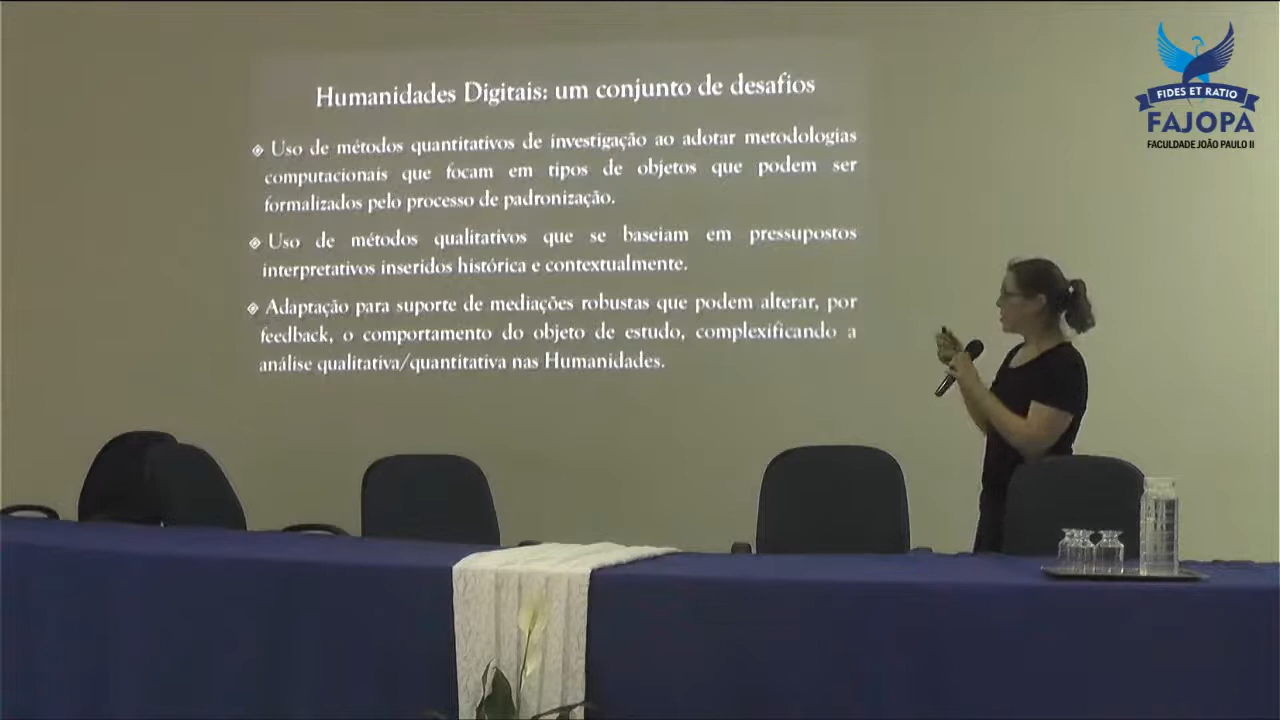 Humanidades Digitais: um conjunto de desafios
Uso de métodos quantitativos de investigação ao adotar metodologias
computacionais que focam em tipos de objetos que podem ser
formalizados pelo processo de padronização.
Uso de métodos qualitativos que se baseiam em pressupostos
interpretativos inseridos histórica e contextualmente.
Adaptação para suporte de mediações robustas que podem alterar, por
feedback, o comportamento do objeto de estudo, complexificando a
análise qualitativa/quantitativa nas Humanidades.
FIDES ET RATIO
FAJOPA
FACULDADE JOÃO PAULO II